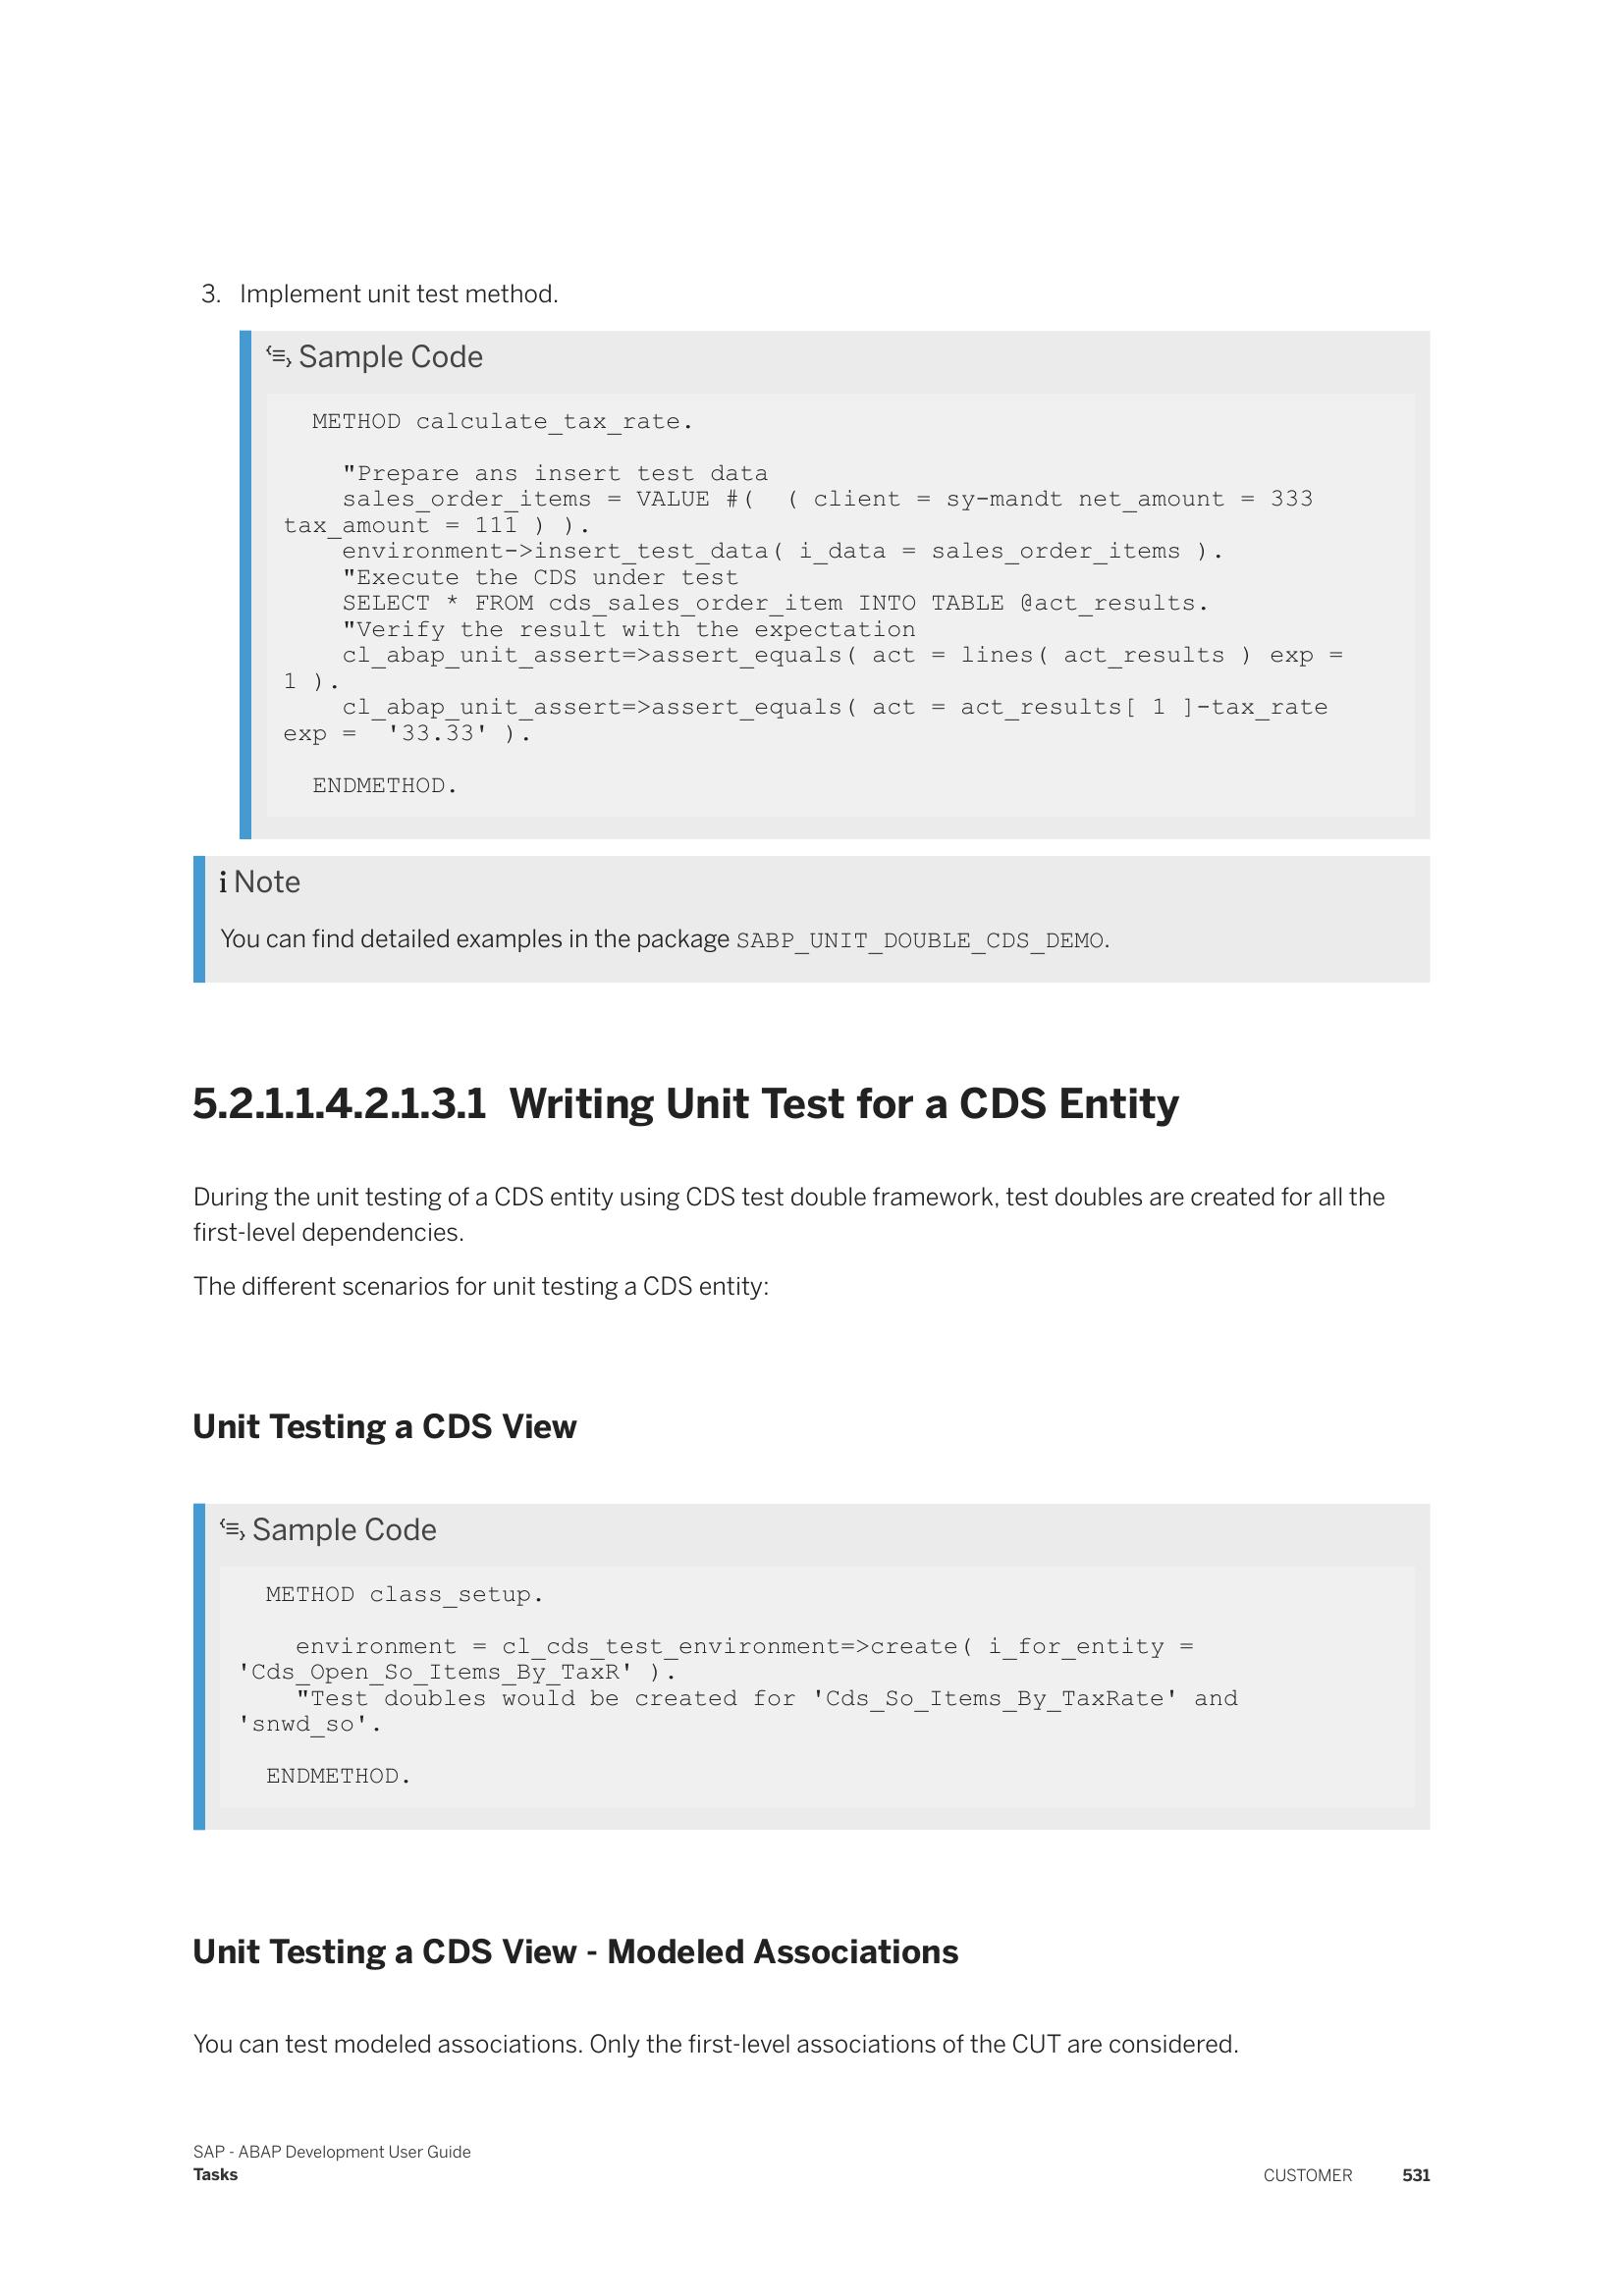 3. Implement unit test method.
Sample Code
METHOD calculate_tax_rate.
"Prepare ans insert test data
sales_order_items = VALUE #(  ( client = sy-mandt net_amount = 333
tax_amount = 111 ) ).
environment->insert_test_data( i_data = sales_order_items ).
"Execute the CDS under test
SELECT * FROM cds_sales_order_item INTO TABLE @act_results.
"Verify the result with the expectation
cl_abap_unit_assert=>assert_equals( act = lines( act_results ) exp =
1 ).
cl_abap_unit_assert=>assert_equals( act = act_results[ 1 ]-tax_rate
exp =  '33.33' ).
ENDMETHOD.
i Note
You can find detailed examples in the package SABP_UNIT_DOUBLE_CDS_DEMO.
5.2.1.1.4.2.1.3.1 Writing Unit Test for a CDS Entity
During the unit testing of a CDS entity using CDS test double framework, test doubles are created for all the
first-level dependencies.
The different scenarios for unit testing a CDS entity:
Unit Testing a CDS View
Sample Code
METHOD class_setup.
environment = cl_cds_test_environment=>create( i_for_entity =
'Cds_Open_So_Items_By_TaxR' ).
"Test doubles would be created for 'Cds_So_Items_By_TaxRate' and
'snwd_so'.
ENDMETHOD.
Unit Testing a CDS View - Modeled Associations
You can test modeled associations. Only the first-level associations of the CUT are considered.
SAP - ABAP Development User Guide
Tasks
CUSTOMER 531